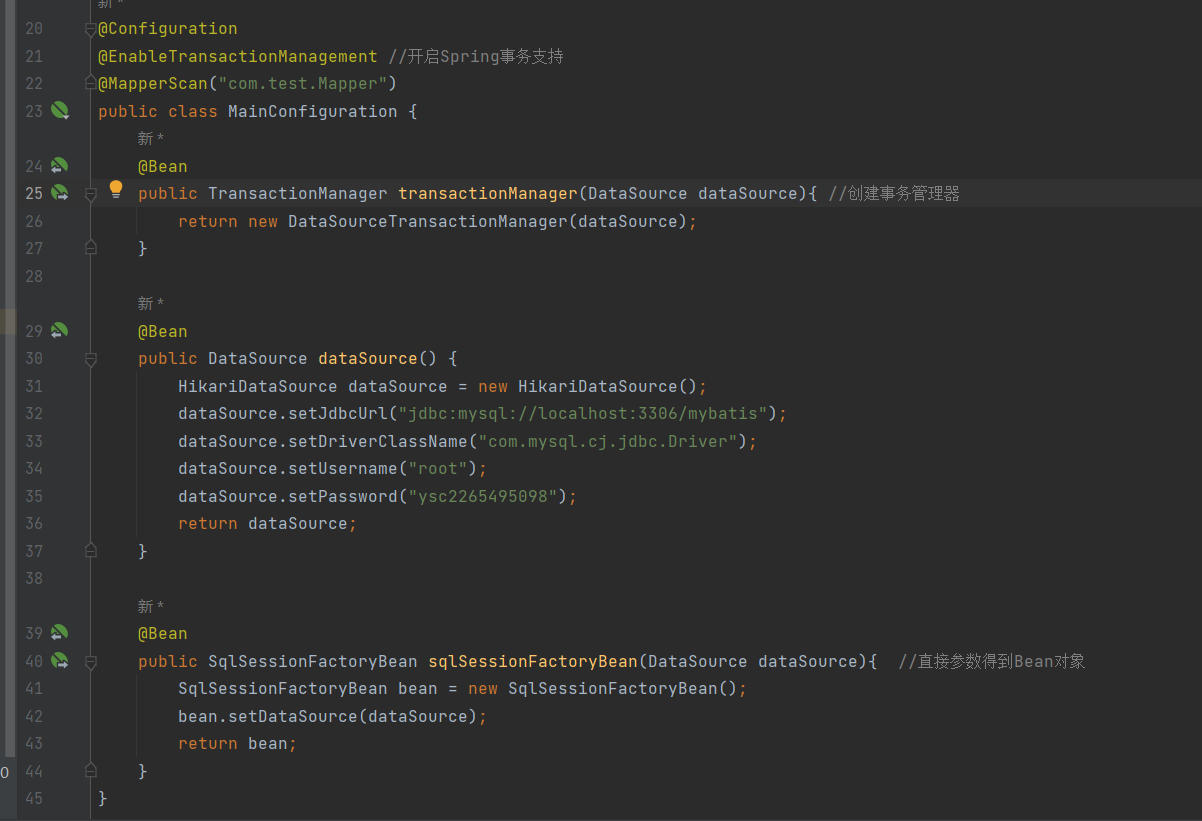 新 *
20 @Configuration
21 @EnableTransactionManagement //开启Spring事务支持
22 @MapperScan("com.test.Mapper")
23 public class MainConfiguration {
新 *
24 @Bean
25 public TransactionManager transactionManager(DataSource dataSource){ //创建事务管理器
26 return new DataSourceTransactionManager(dataSource);
27 }
28
新 *
29 @Bean
30 public DataSource dataSource() {
31 HikariDataSource dataSource = new HikariDataSource();
32 dataSource.setJdbcUrl("jdbc:mysql://localhost:3306/mybatis");
33 dataSource.setDriverClassName("com.mysql.cj.jdbc.Driver");
34 dataSource.setUsername("root");
35 dataSource.setPassword("ysc2265495098");
36 return dataSource;
37 }
38
新 *
39 @Bean
40 public SqlSessionFactoryBean sqlSessionFactoryBean(DataSource dataSource){ //直接参数得到Bean对象
41 SqlSessionFactoryBean bean = new SqlSessionFactoryBean();
42 bean.setDataSource(dataSource);
43 return bean;
0 44 }
45 }